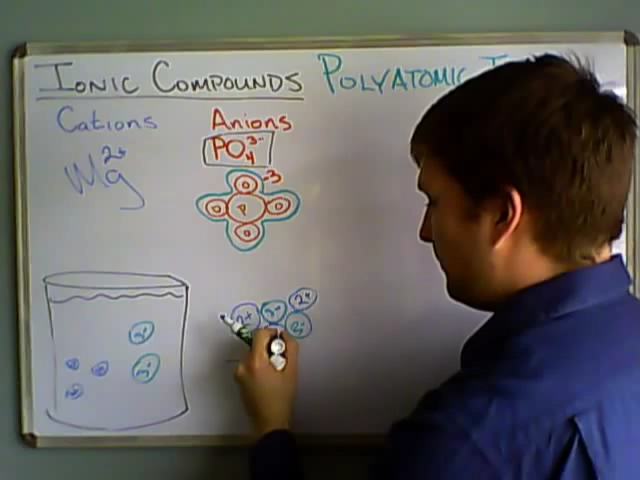 IONIC COMPOUNDS POLYATOMIC
Cations Anions
Mg2+ PO43-
-3
O
O P O
O
2+
2+